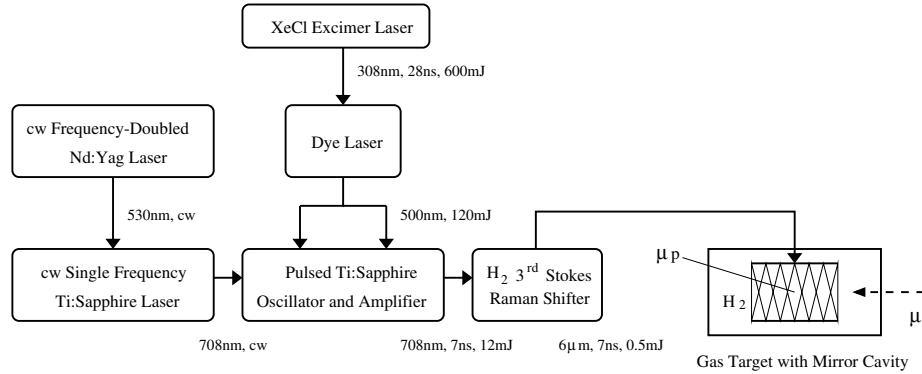 XeCl Excimer Laser
308nm, 28ns, 600mJ
cw Frequency-Doubled
Nd:Yag Laser
Dye Laser
530nm, cw
500nm, 120mJ
cw Single Frequency
Ti:Sapphire Laser
Pulsed Ti:Sapphire
Oscillator and Amplifier
H₂ 3ʳᵈ Stokes
Raman Shifter
μp
H₂
μ
708nm, cw
708nm, 7ns, 12mJ
6μm, 7ns, 0.5mJ
Gas Target with Mirror Cavity